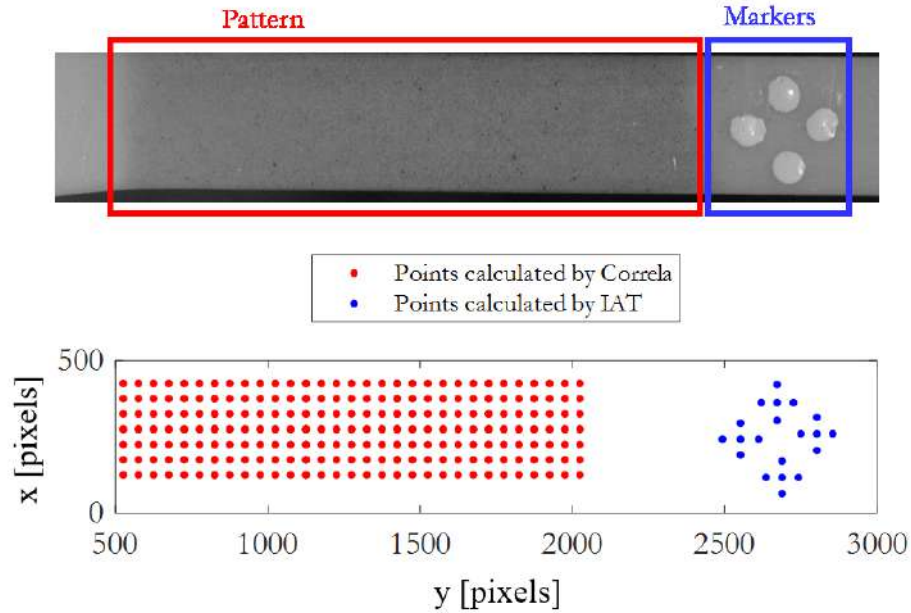 Pattern
Markers
Points calculated by Correla
Points calculated by IAT
500
0
x [pixels]
500
1000
1500
2000
2500
3000
y [pixels]